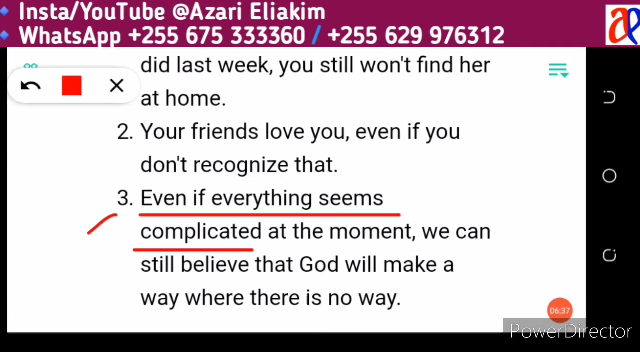 Insta/YouTube @Azari Eliakim
WhatsApp +255 675 333360 / +255 629 976312
did last week, you still won't find her
at home.
2. Your friends love you, even if you
don't recognize that.
3. Even if everything seems
complicated at the moment, we can
still believe that God will make a
way where there is no way.
06:37
PowerDirector